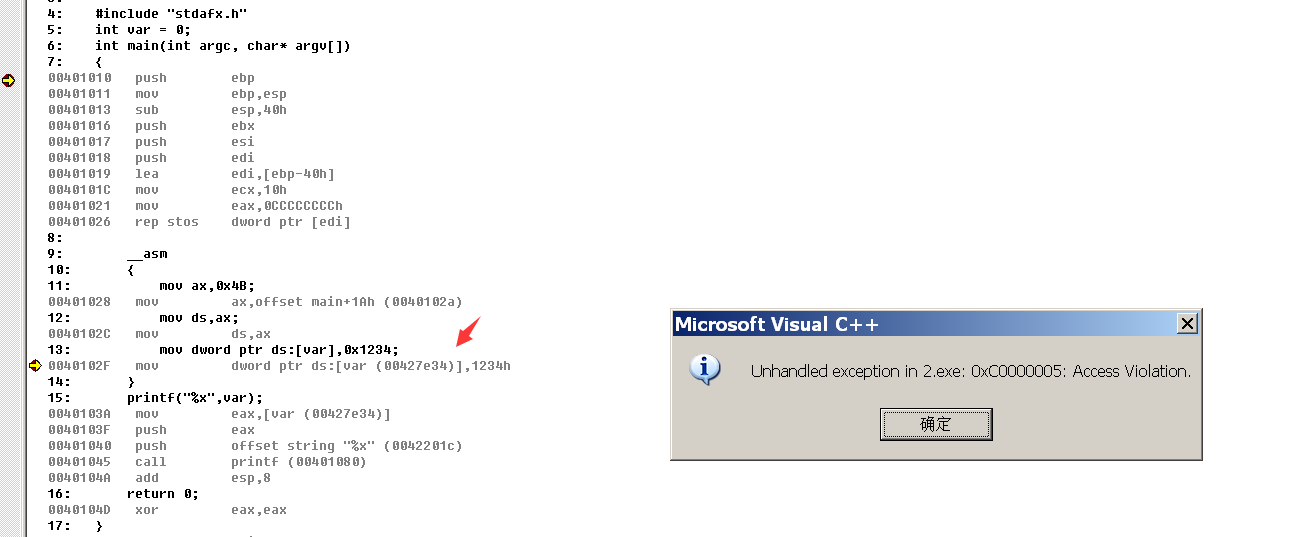 4: #include "stdafx.h"
5: int var = 0;
6: int main(int argc, char* argv[])
7: {
00401010 push ebp
00401011 mov ebp,esp
00401013 sub esp,40h
00401016 push ebx
00401017 push esi
00401018 push edi
00401019 lea edi,[ebp-40h]
0040101C mov ecx,10h
00401021 mov eax,0CCCCCCCCh
00401026 rep stos dword ptr [edi]
8:
9: __asm
10: {
11: mov ax,0x4B;
00401028 mov ax,offset main+1Ah (0040102a)
12: mov ds,ax;
0040102C mov ds,ax
13: mov dword ptr ds:[var],0x1234;
0040102F mov dword ptr ds:[var (00427e34)],1234h
14: }
15: printf("%x",var);
0040103A mov eax,[var (00427e34)]
0040103F push eax
00401040 push offset string "%x" (0042201c)
00401045 call printf (00401080)
0040104A add esp,8
16: return 0;
0040104D xor eax,eax
17: }
Microsoft Visual C++
Unhandled exception in 2.exe: 0xC0000005: Access Violation.
确定